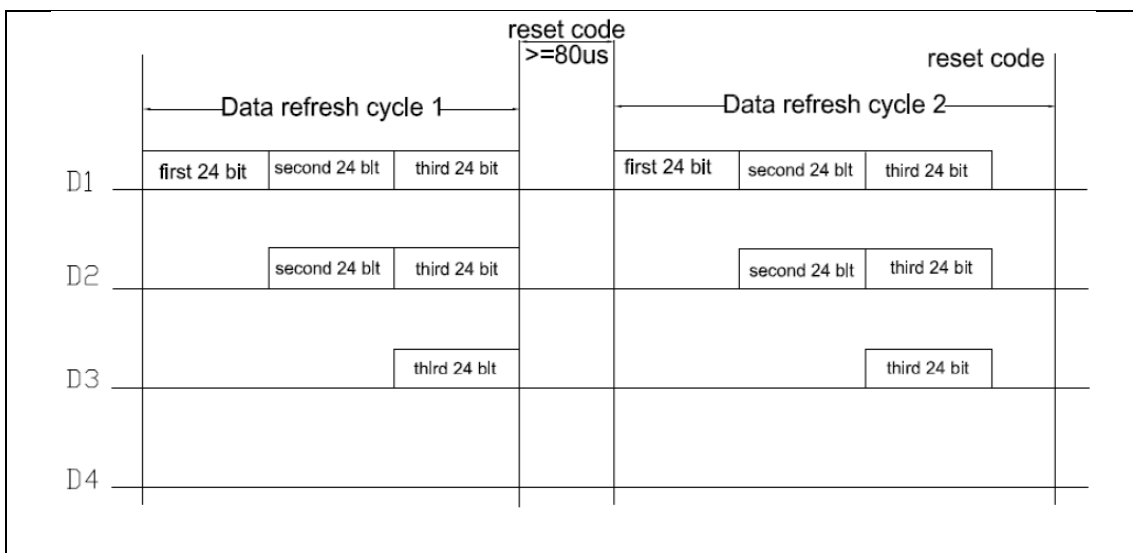 reset code
>=80us
reset code
Data refresh cycle 1
Data refresh cycle 2
D1 first 24 bit second 24 blt third 24 bit first 24 bit second 24 blt third 24 bit
D2 second 24 blt third 24 bit second 24 blt third 24 bit
D3 thlrd 24 blt third 24 bit
D4